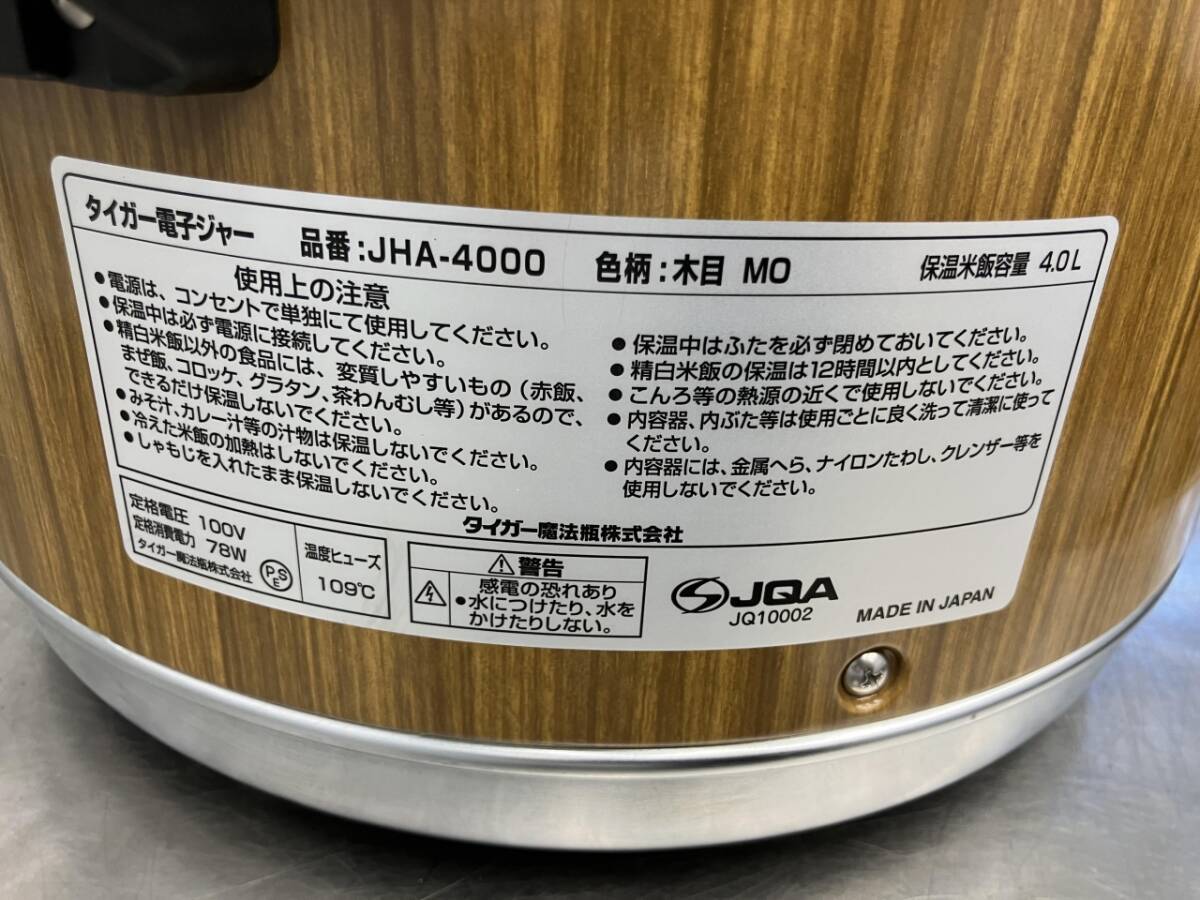 タイガー電子ジャー 品番:JHA-4000 色柄:木目 MO 保温米飯容量 4.0L
使用上の注意
●電源は、コンセントで単独にて使用してください。
●保温中は必ず電源に接続してください。
●精白米飯以外の食品には、変質しやすいもの（赤飯、
まぜ飯、コロッケ、グラタン、茶わんむし等）があるので、
できるだけ保温しないでください。
●みそ汁、カレー汁等の汁物は保温しないでください。
●冷えた米飯の加熱はしないでください。
●しゃもじを入れたまま保温しないでください。
●保温中はふたを必ず閉めておいてください。
●精白米飯の保温は12時間以内としてください。
●こんろ等の熱源の近くで使用しないでください。
●内容器、内ぶた等は使用ごとに良く洗って清潔に使って
ください。
●内容器には、金属へら、ナイロンたわし、クレンザー等を
使用しないでください。
タイガー魔法瓶株式会社
定格電圧 100V
定格消費電力 78W
タイガー魔法瓶株式会社
PSE
温度ヒューズ
109℃
警告
感電の恐れあり
●水につけたり、水を
かけたりしない。
JQA
JQ10002
MADE IN JAPAN